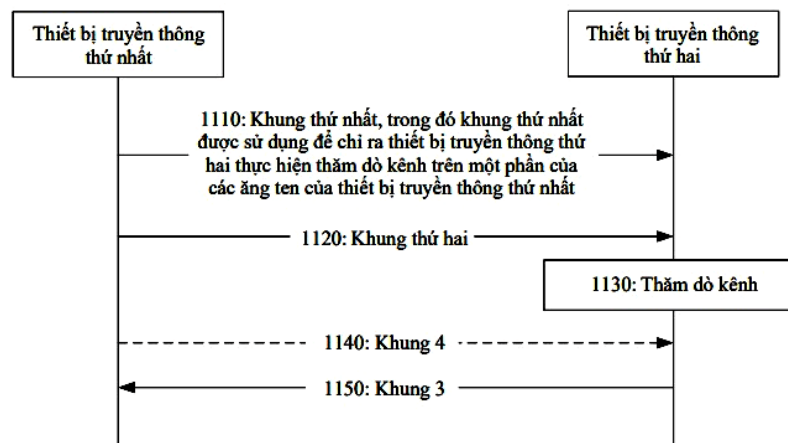 Thiết bị truyền thông
thứ nhất
Thiết bị truyền thông
thứ hai
1110: Khung thứ nhất, trong đó khung thứ nhất
được sử dụng để chỉ ra thiết bị truyền thông thứ
hai thực hiện thăm dò kênh trên một phần của
các ăng ten của thiết bị truyền thông thứ nhất
1120: Khung thứ hai
1130: Thăm dò kênh
1140: Khung 4
1150: Khung 3